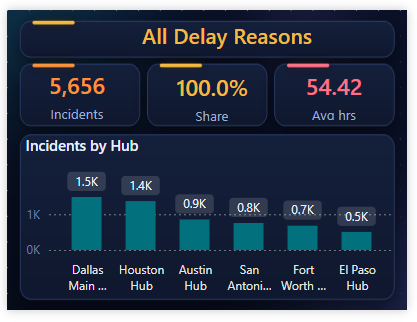 All Delay Reasons
5,656
100.0%
54.42
Incidents
Share
Avg hrs
Incidents by Hub
1.5K
1.4K
0.9K
0.8K
0.7K
0.5K
1K
0K
Dallas Main ...
Houston Hub
Austin Hub
San Antoni...
Fort Worth ...
El Paso Hub